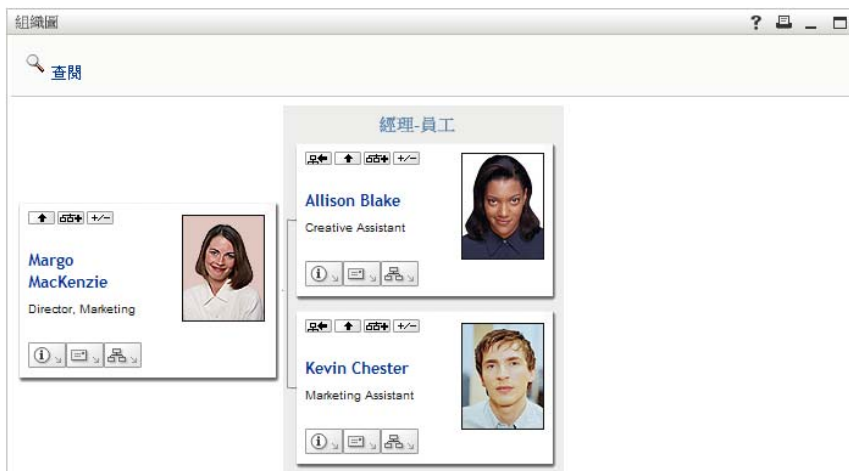 組織圖
?
查閱
經理-員工
+/-
Allison Blake
Creative Assistant
+/-
Margo
MacKenzie
Director, Marketing
+/-
Kevin Chester
Marketing Assistant